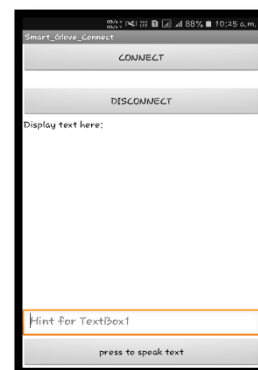 88% 10:25 a.m.
Smart_Glove_Connect
CONNECT
DISCONNECT
Display text here:
Hint for TextBox1
press to speak text